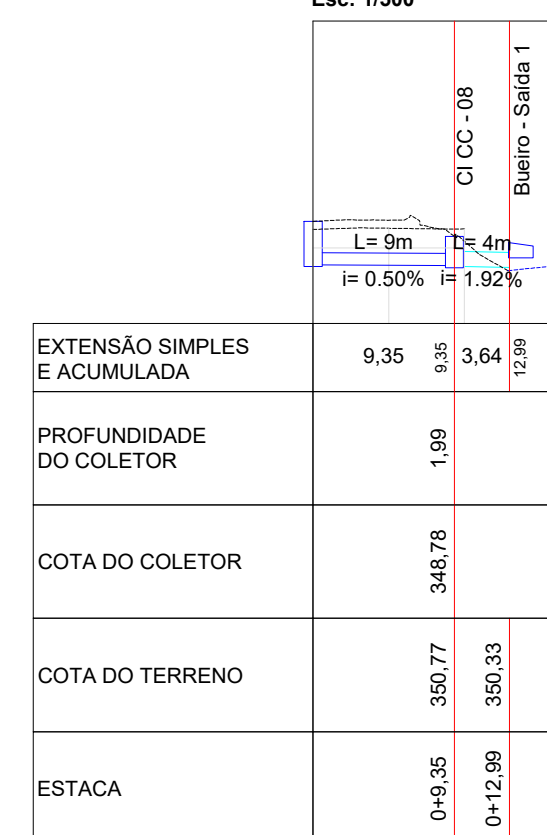 Esc. 1/500
CI CC - 08
Bueiro - Saída 1
L= 9m
L= 4m
i= 0.50%
i= 1.92%
EXTENSÃO SIMPLES
E ACUMULADA
9,35
9,35
3,64
12,99
PROFUNDIDADE
DO COLETOR
1,99
COTA DO COLETOR
348,78
COTA DO TERRENO
350,77
350,33
ESTACA
0+9,35
0+12,99